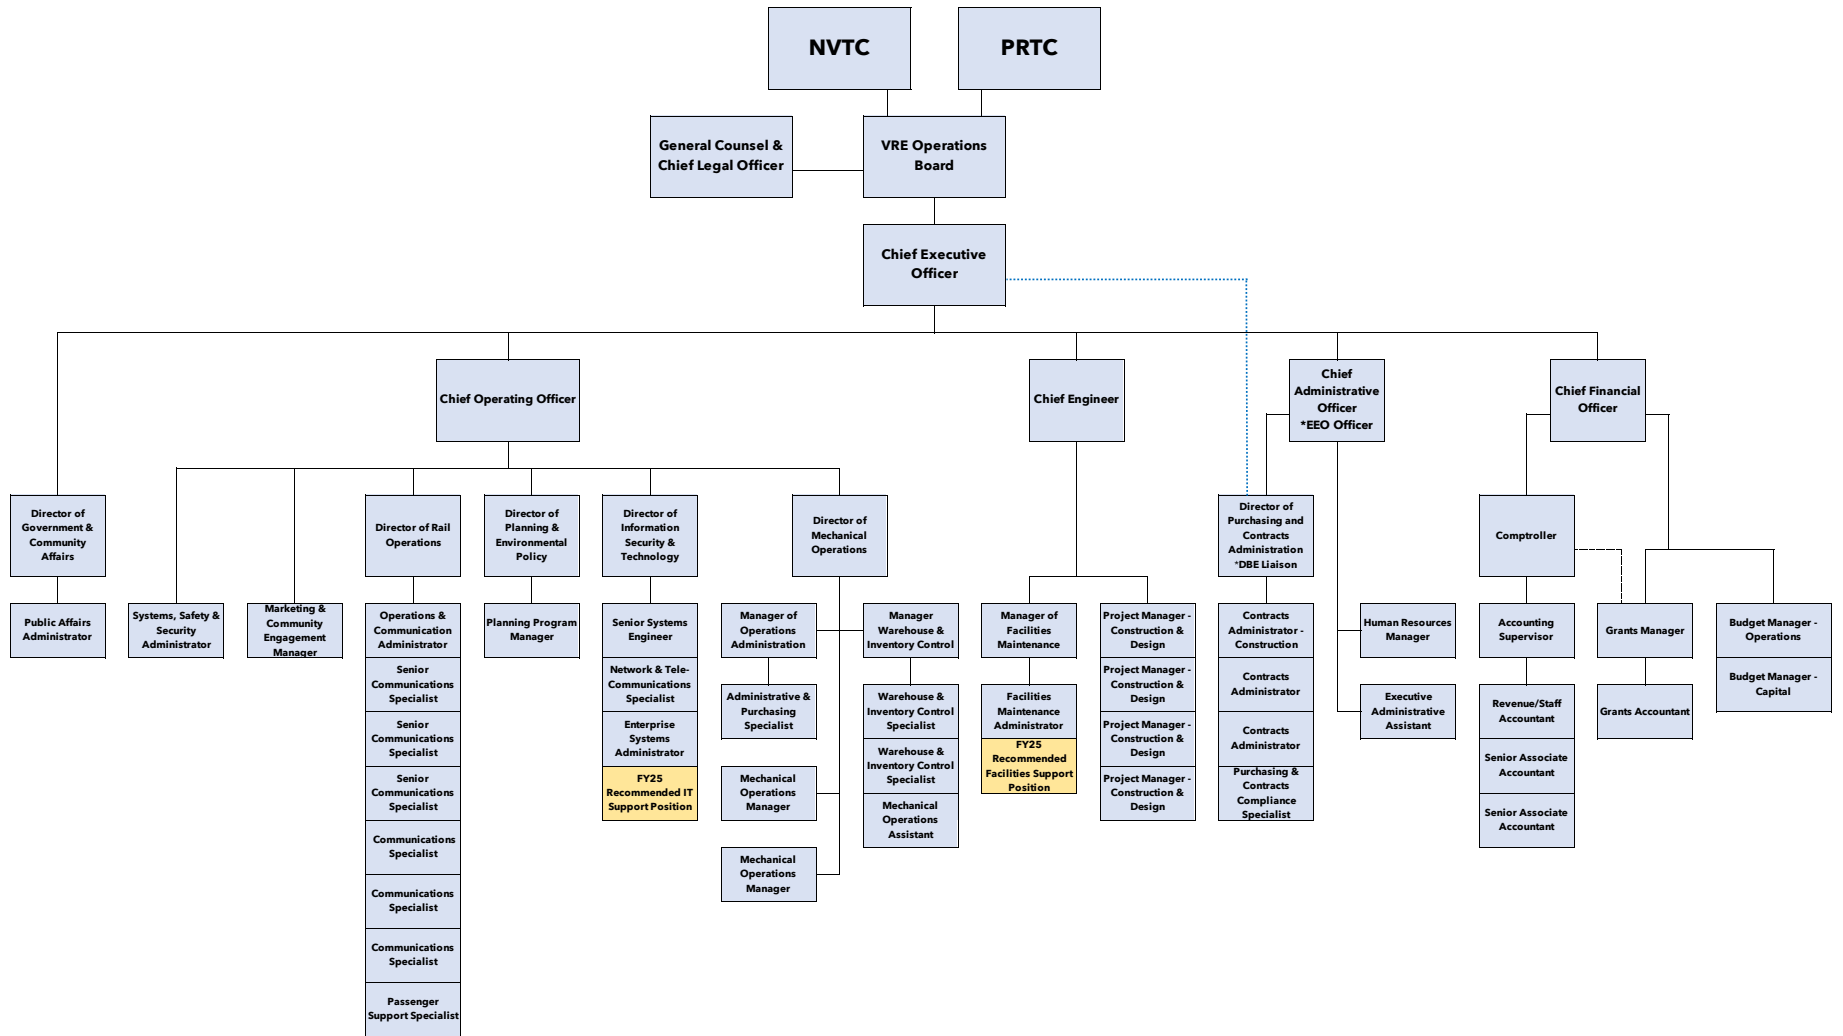 NVTC
PRTC
General Counsel &
Chief Legal Officer
VRE Operations
Board
Chief Executive
Officer
Chief Operating Officer
Chief Engineer
Chief
Administrative
Officer
*EEO Officer
Chief Financial
Officer
Director of
Government &
Community
Affairs
Director of Rail
Operations
Director of
Planning &
Environmental
Policy
Director of
Information
Security &
Technology
Director of
Mechanical
Operations
Director of
Purchasing and
Contracts
Administration
*DBE Liaison
Comptroller
Public Affairs
Administrator
Systems, Safety &
Security
Administrator
Marketing &
Community
Engagement
Manager
Operations &
Communication
Administrator
Senior
Communications
Specialist
Senior
Communications
Specialist
Senior
Communications
Specialist
Communications
Specialist
Communications
Specialist
Communications
Specialist
Passenger
Support Specialist
Planning Program
Manager
Senior Systems
Engineer
Network & Tele-
Communications
Specialist
Enterprise
Systems
Administrator
FY25
Recommended IT
Support Position
Manager of
Operations
Administration
Administrative &
Purchasing
Specialist
Mechanical
Operations
Manager
Mechanical
Operations
Manager
Manager
Warehouse &
Inventory Control
Warehouse &
Inventory Control
Specialist
Warehouse &
Inventory Control
Specialist
Mechanical
Operations
Assistant
Manager of
Facilities
Maintenance
Facilities
Maintenance
Administrator
FY25
Recommended
Facilities Support
Position
Project Manager -
Construction &
Design
Project Manager -
Construction &
Design
Project Manager -
Construction &
Design
Project Manager -
Construction &
Design
Contracts
Administrator -
Construction
Contracts
Administrator
Contracts
Administrator
Purchasing &
Contracts
Compliance
Specialist
Human Resources
Manager
Executive
Administrative
Assistant
Accounting
Supervisor
Revenue/Staff
Accountant
Senior Associate
Accountant
Senior Associate
Accountant
Grants Manager
Grants Accountant
Budget Manager -
Operations
Budget Manager -
Capital